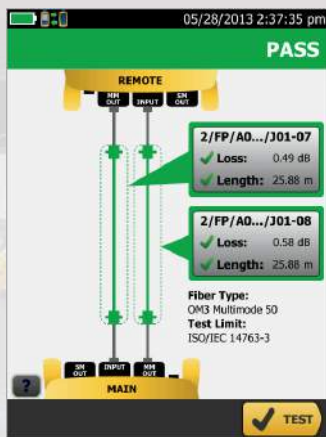 05/28/2013 2:37:35 pm
PASS
REMOTE
MM OUT INPUT SM OUT
2/FP/A0.../J01-07
Loss: 0.49 dB
Length: 25.88 m
2/FP/A0.../J01-08
Loss: 0.58 dB
Length: 25.88 m
Fiber Type:
OM3 Multimode 50
Test Limit:
ISO/IEC 14763-3
SM OUT INPUT MM OUT
MAIN
?
TEST